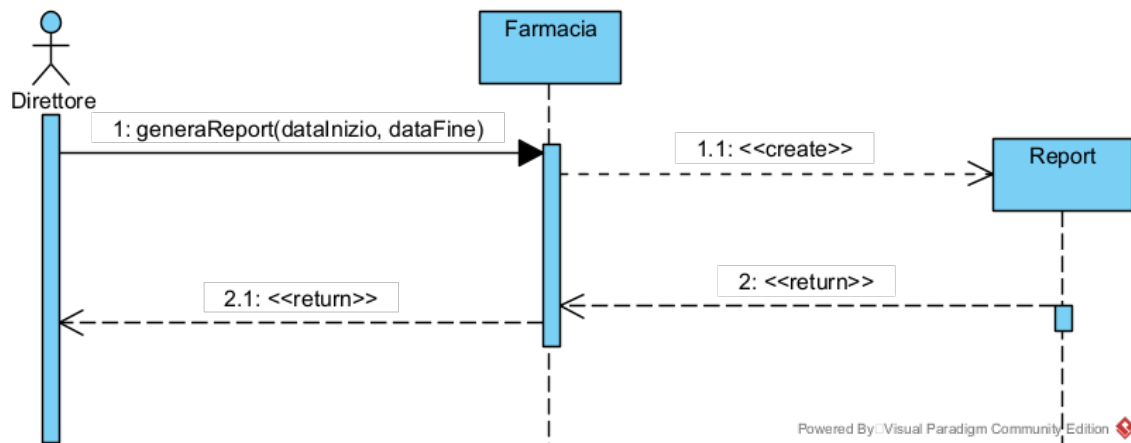 Farmacia
Direttore
1: generaReport(dataInizio, dataFine)
1.1: <<create>>
Report
2: <<return>>
2.1: <<return>>
Powered By Visual Paradigm Community Edition